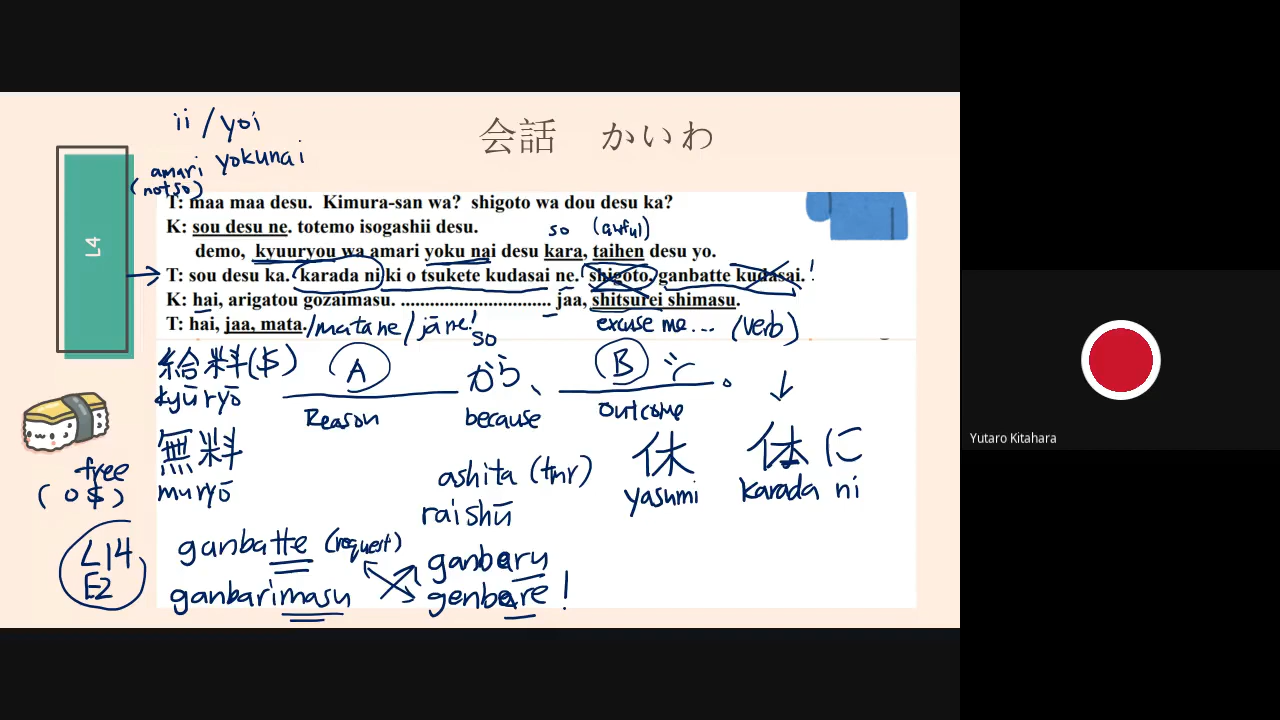 ii / yoi
会話 かいわ
yokunai
amari
(not so)
T: maa maa desu. Kimura-san wa? shigoto wa dou desu ka?
K: sou desu ne. totemo isogashii desu.
so (awful)
demo, kyuuryou wa amari yoku nai desu kara, taihen desu yo.
L4
T: sou desu ka. karada ni ki o tsukete kudasai ne. shigoto, ganbatte kudasai. !
K: hai, arigatou gozaimasu. .............................. jaa, shitsurei shimasu.
T: hai, jaa, mata. /matane / jāne!
excuse me... (verb)
so
給料($) A から、 B 。 ↓
kyūryō
Reason because outcome
無料 休 体に
free
muryō
ashita (tmr) yasumi karada ni
(0$)
raishū
L14
E2
ganbatte (request) ganbaru
ganbarimasu genbare !
Yutaro Kitahara